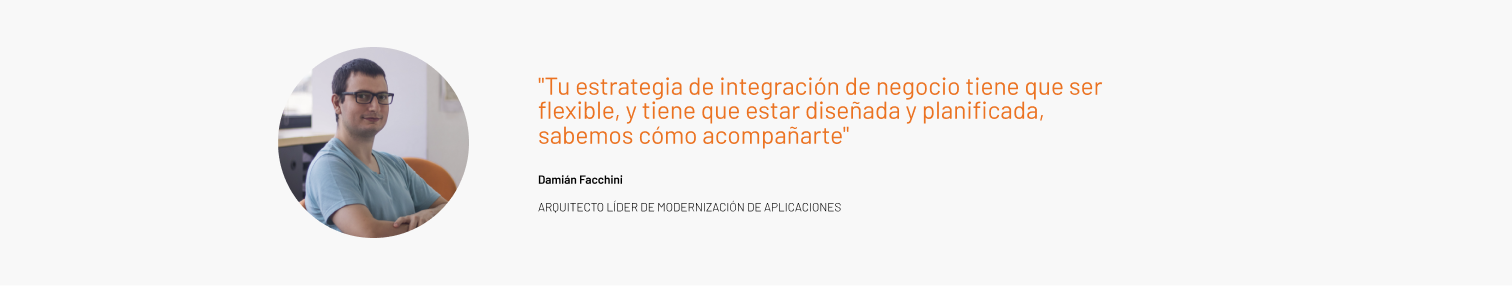 "Tu estrategia de integración de negocio tiene que ser
flexible, y tiene que estar diseñada y planificada,
sabemos cómo acompañarte"
Damián Facchini
ARQUITECTO LÍDER DE MODERNIZACIÓN DE APLICACIONES